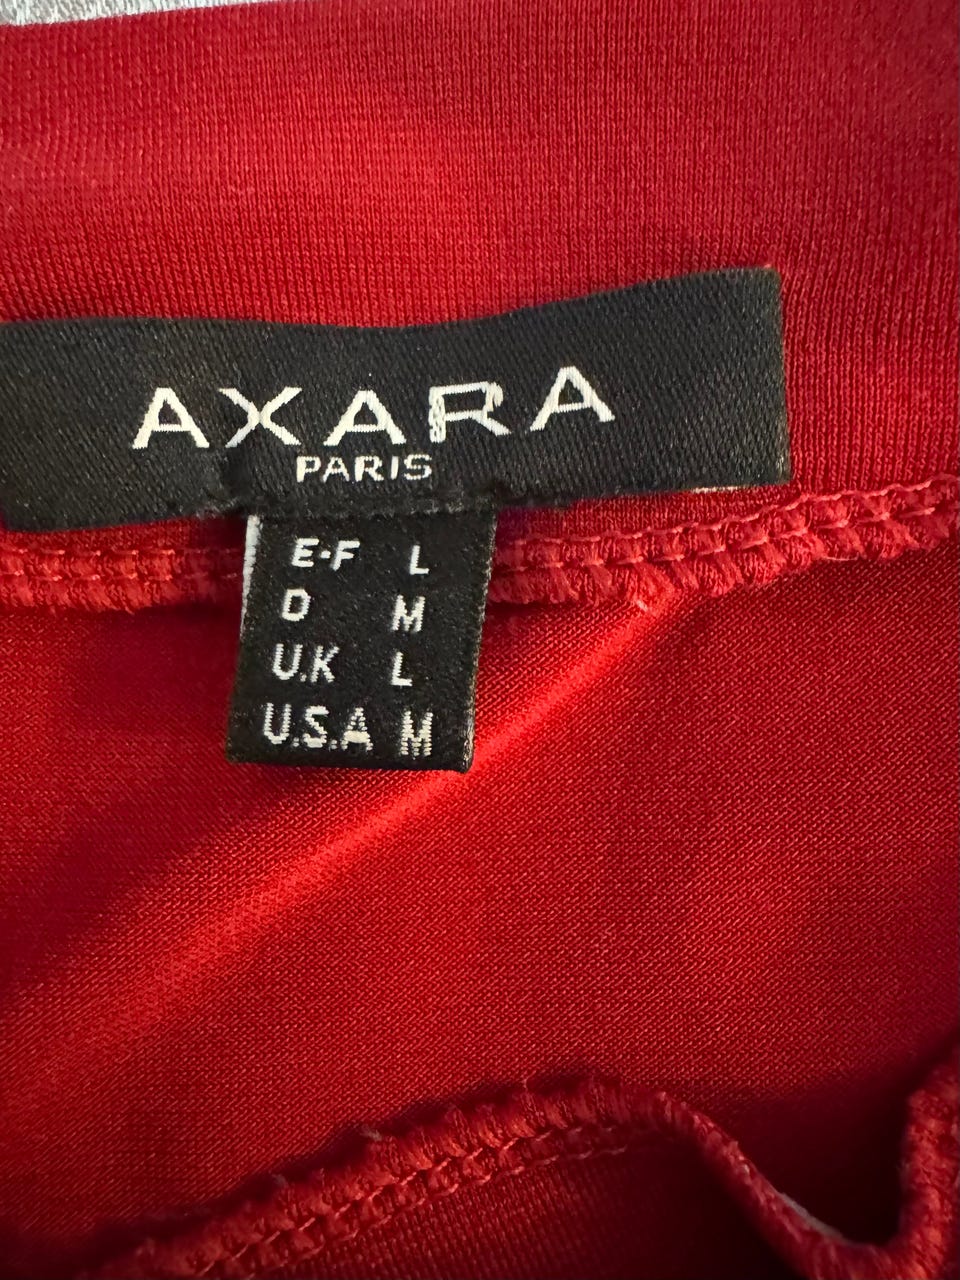 AXARA
PARIS
E·F L
D M
U.K L
U.S.A M